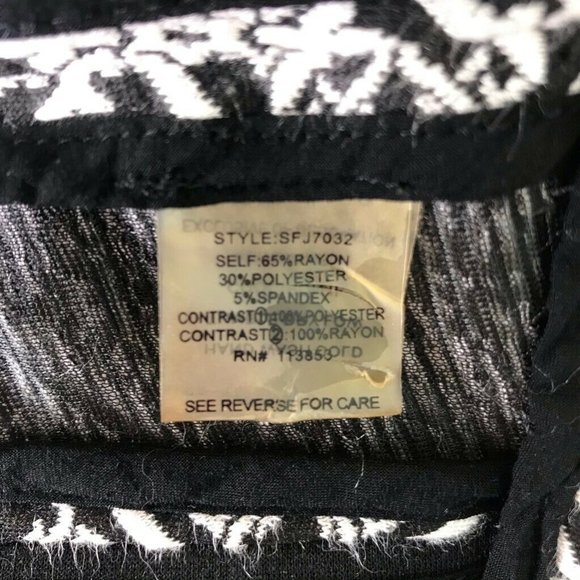 STYLE:SFJ7032
SELF:65%RAYON
30%POLYESTER
5%SPANDEX
CONTRAST①:100%POLYESTER
CONTRAST②:100%RAYON
RN# 113853
SEE REVERSE FOR CARE